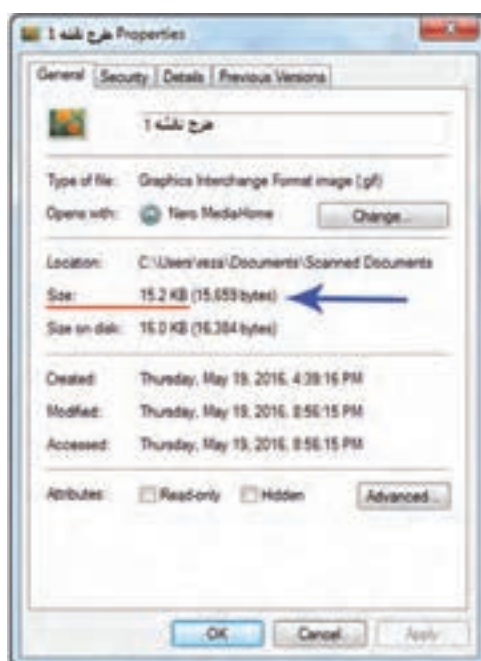 طرح نقشه 1 Properties
General Security Details Previous Versions
طرح نقشه 1
Type of file: Graphics Interchange Format image (.gif)
Opens with: Nero MediaHome Change...
Location: C:\Users\reza\Documents\Scanned Documents
Size: 15.2 KB (15,659 bytes)
Size on disk: 16.0 KB (16,384 bytes)
Created: Thursday, May 19, 2016, 4:39:16 PM
Modified: Thursday, May 19, 2016, 8:56:15 PM
Accessed: Thursday, May 19, 2016, 8:56:15 PM
Attributes: Read-only Hidden Advanced...
OK Cancel Apply